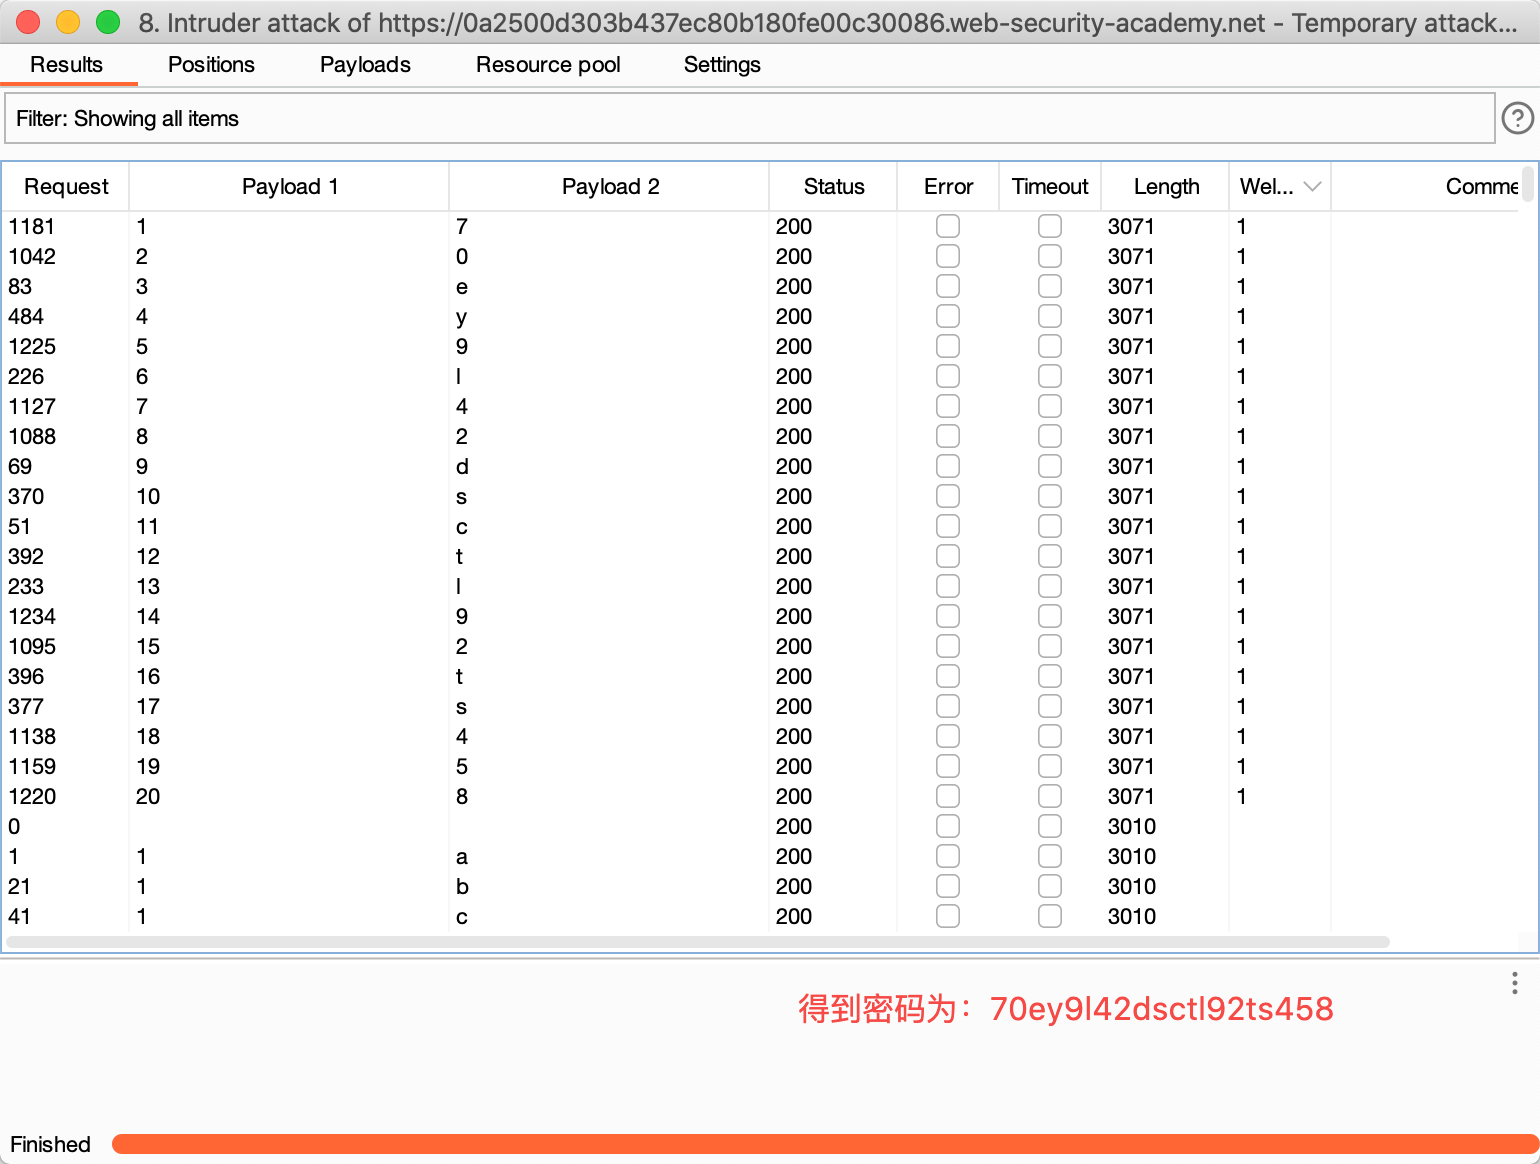 8. Intruder attack of https://0a2500d303b437ec80b180fe00c30086.web-security-academy.net - Temporary attack...
Results Positions Payloads Resource pool Settings
Filter: Showing all items
Request Payload 1 Payload 2 Status Error Timeout Length Wel... Comme
1181 1 7 200 3071 1
1042 2 0 200 3071 1
83 3 e 200 3071 1
484 4 y 200 3071 1
1225 5 9 200 3071 1
226 6 l 200 3071 1
1127 7 4 200 3071 1
1088 8 2 200 3071 1
69 9 d 200 3071 1
370 10 s 200 3071 1
51 11 c 200 3071 1
392 12 t 200 3071 1
233 13 l 200 3071 1
1234 14 9 200 3071 1
1095 15 2 200 3071 1
396 16 t 200 3071 1
377 17 s 200 3071 1
1138 18 4 200 3071 1
1159 19 5 200 3071 1
1220 20 8 200 3071 1
0 200 3010
1 1 a 200 3010
21 1 b 200 3010
41 1 c 200 3010
得到密码为：70ey9l42dsctl92ts458
Finished